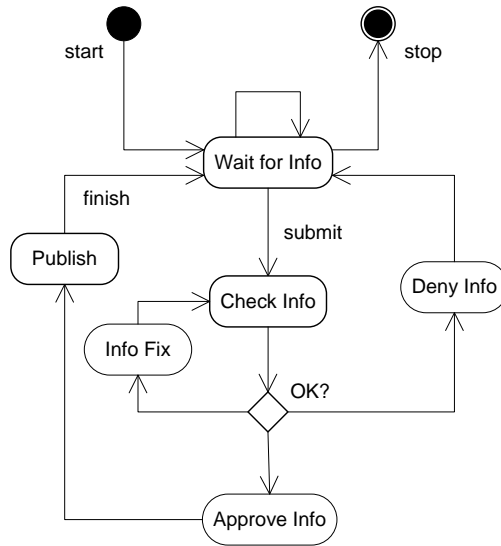 start
stop
Wait for Info
finish
submit
Publish
Check Info
Deny Info
Info Fix
OK?
Approve Info